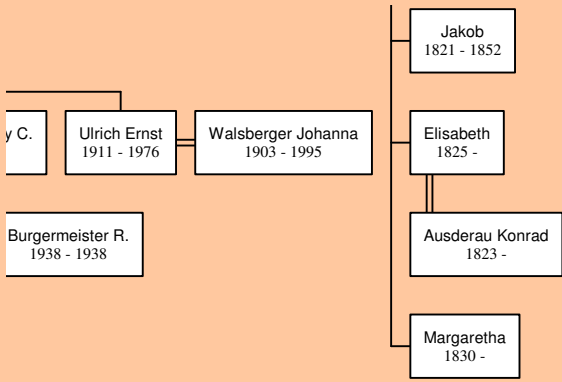 Jakob
1821 - 1852
y C.
Ulrich Ernst
1911 - 1976
Walsberger Johanna
1903 - 1995
Elisabeth
1825 -
Burgermeister R.
1938 - 1938
Ausderau Konrad
1823 -
Margaretha
1830 -